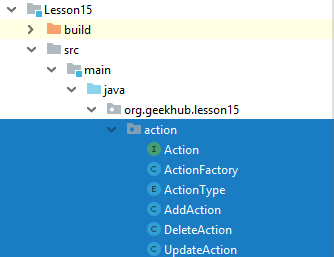 Lesson15
build
src
main
java
org.geekhub.lesson15
action
I Action
C ActionFactory
E ActionType
C AddAction
C DeleteAction
C UpdateAction